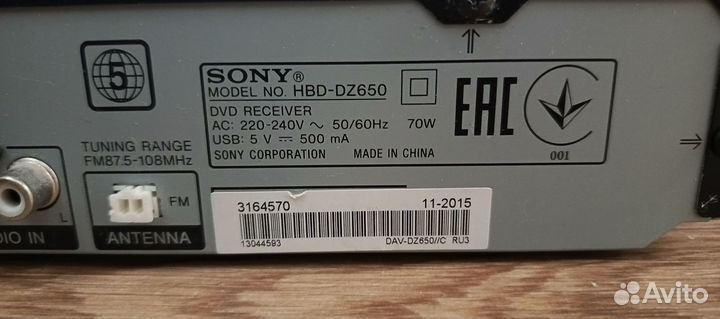 5
SONY®
MODEL NO. HBD-DZ650
DVD RECEIVER
AC: 220-240V ~ 50/60Hz 70W
USB: 5 V ⎓ 500 mA
SONY CORPORATION MADE IN CHINA
EAC
001
TUNING RANGE
FM87.5-108MHz
L
FM
DIO IN
ANTENNA
3164570 11-2015
13044593 DAV-DZ650//C RU3
Avito